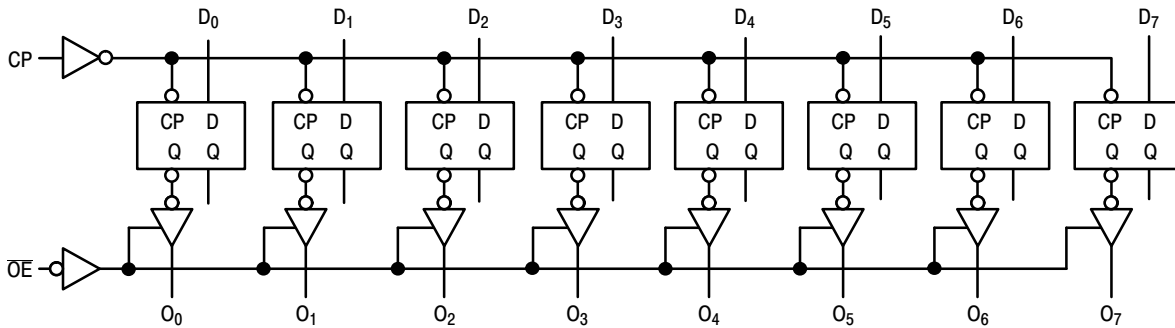 D0 D1 D2 D3 D4 D5 D6 D7
CP
CP D CP D CP D CP D CP D CP D CP D CP D
Q Q Q Q Q Q Q Q Q Q Q Q Q Q Q Q
OE
O0 O1 O2 O3 O4 O5 O6 O7